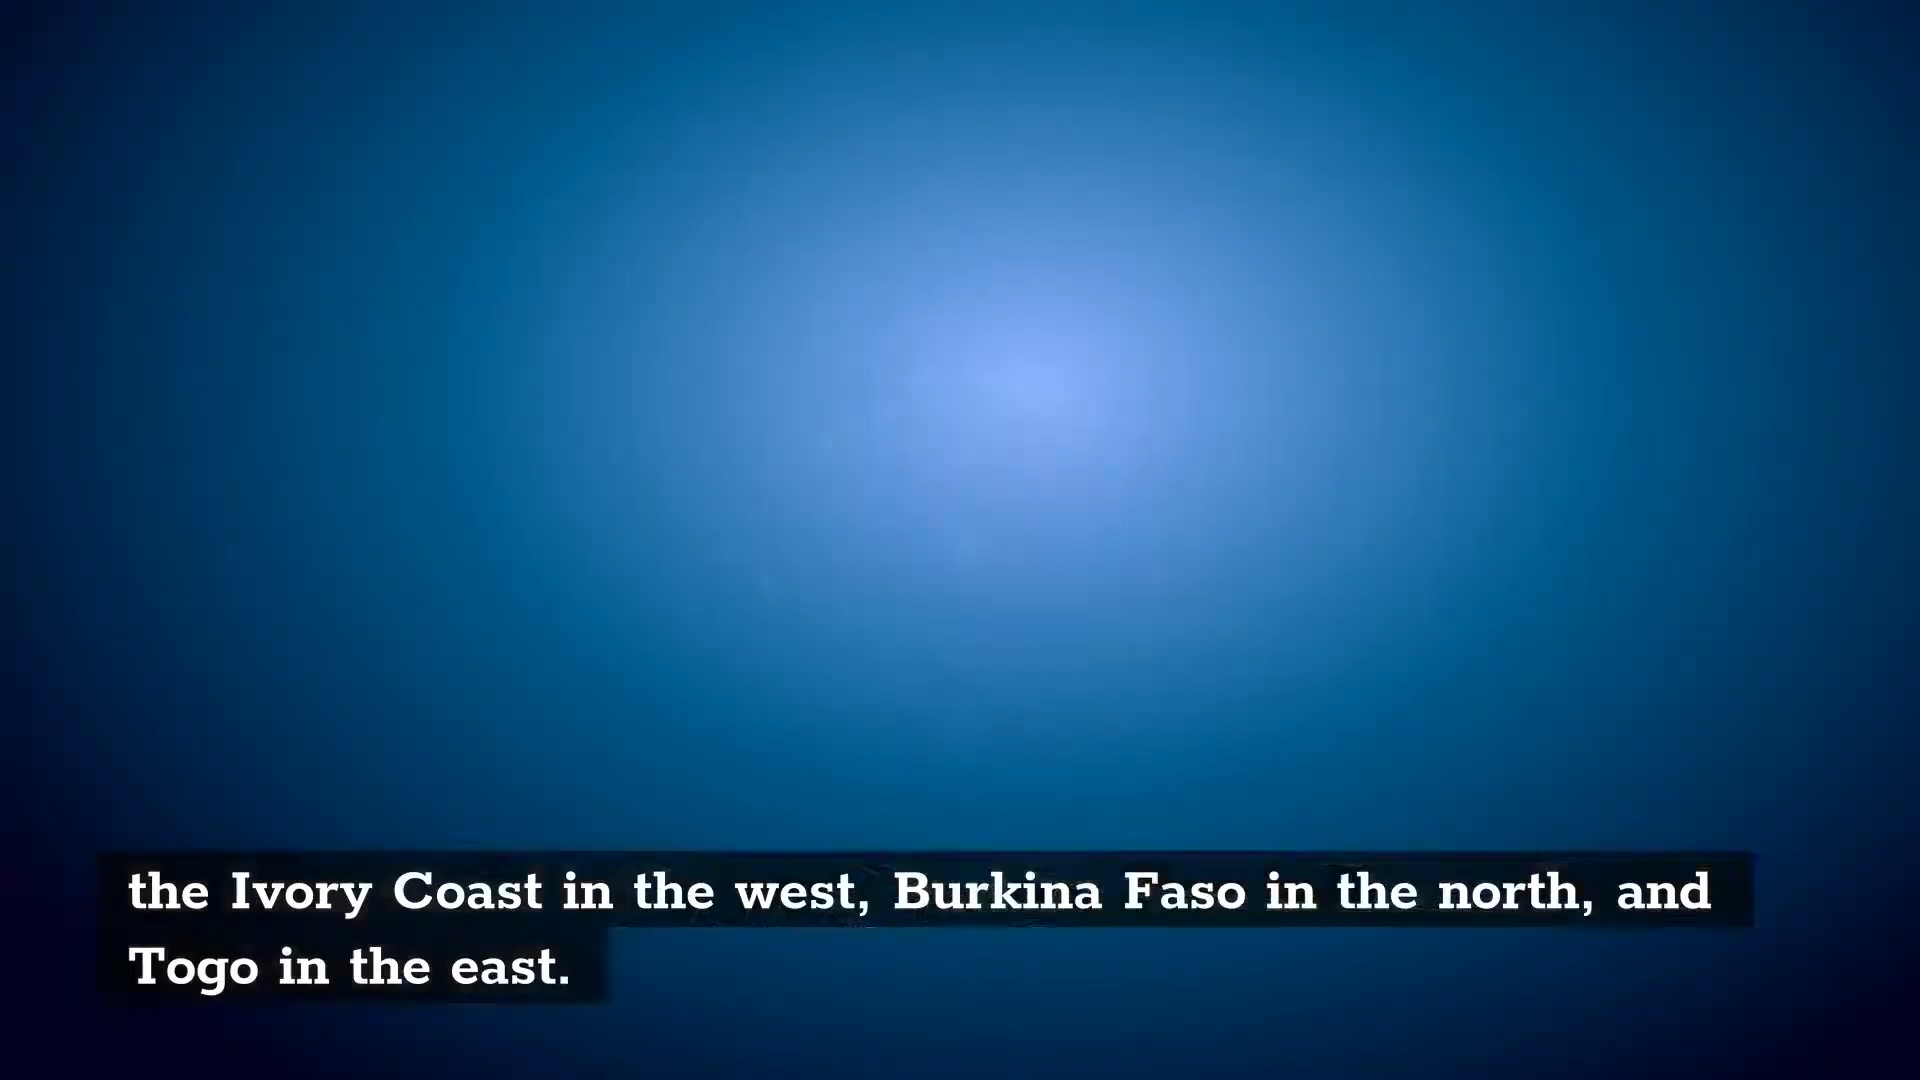 the Ivory Coast in the west, Burkina Faso in the north, and
Togo in the east.